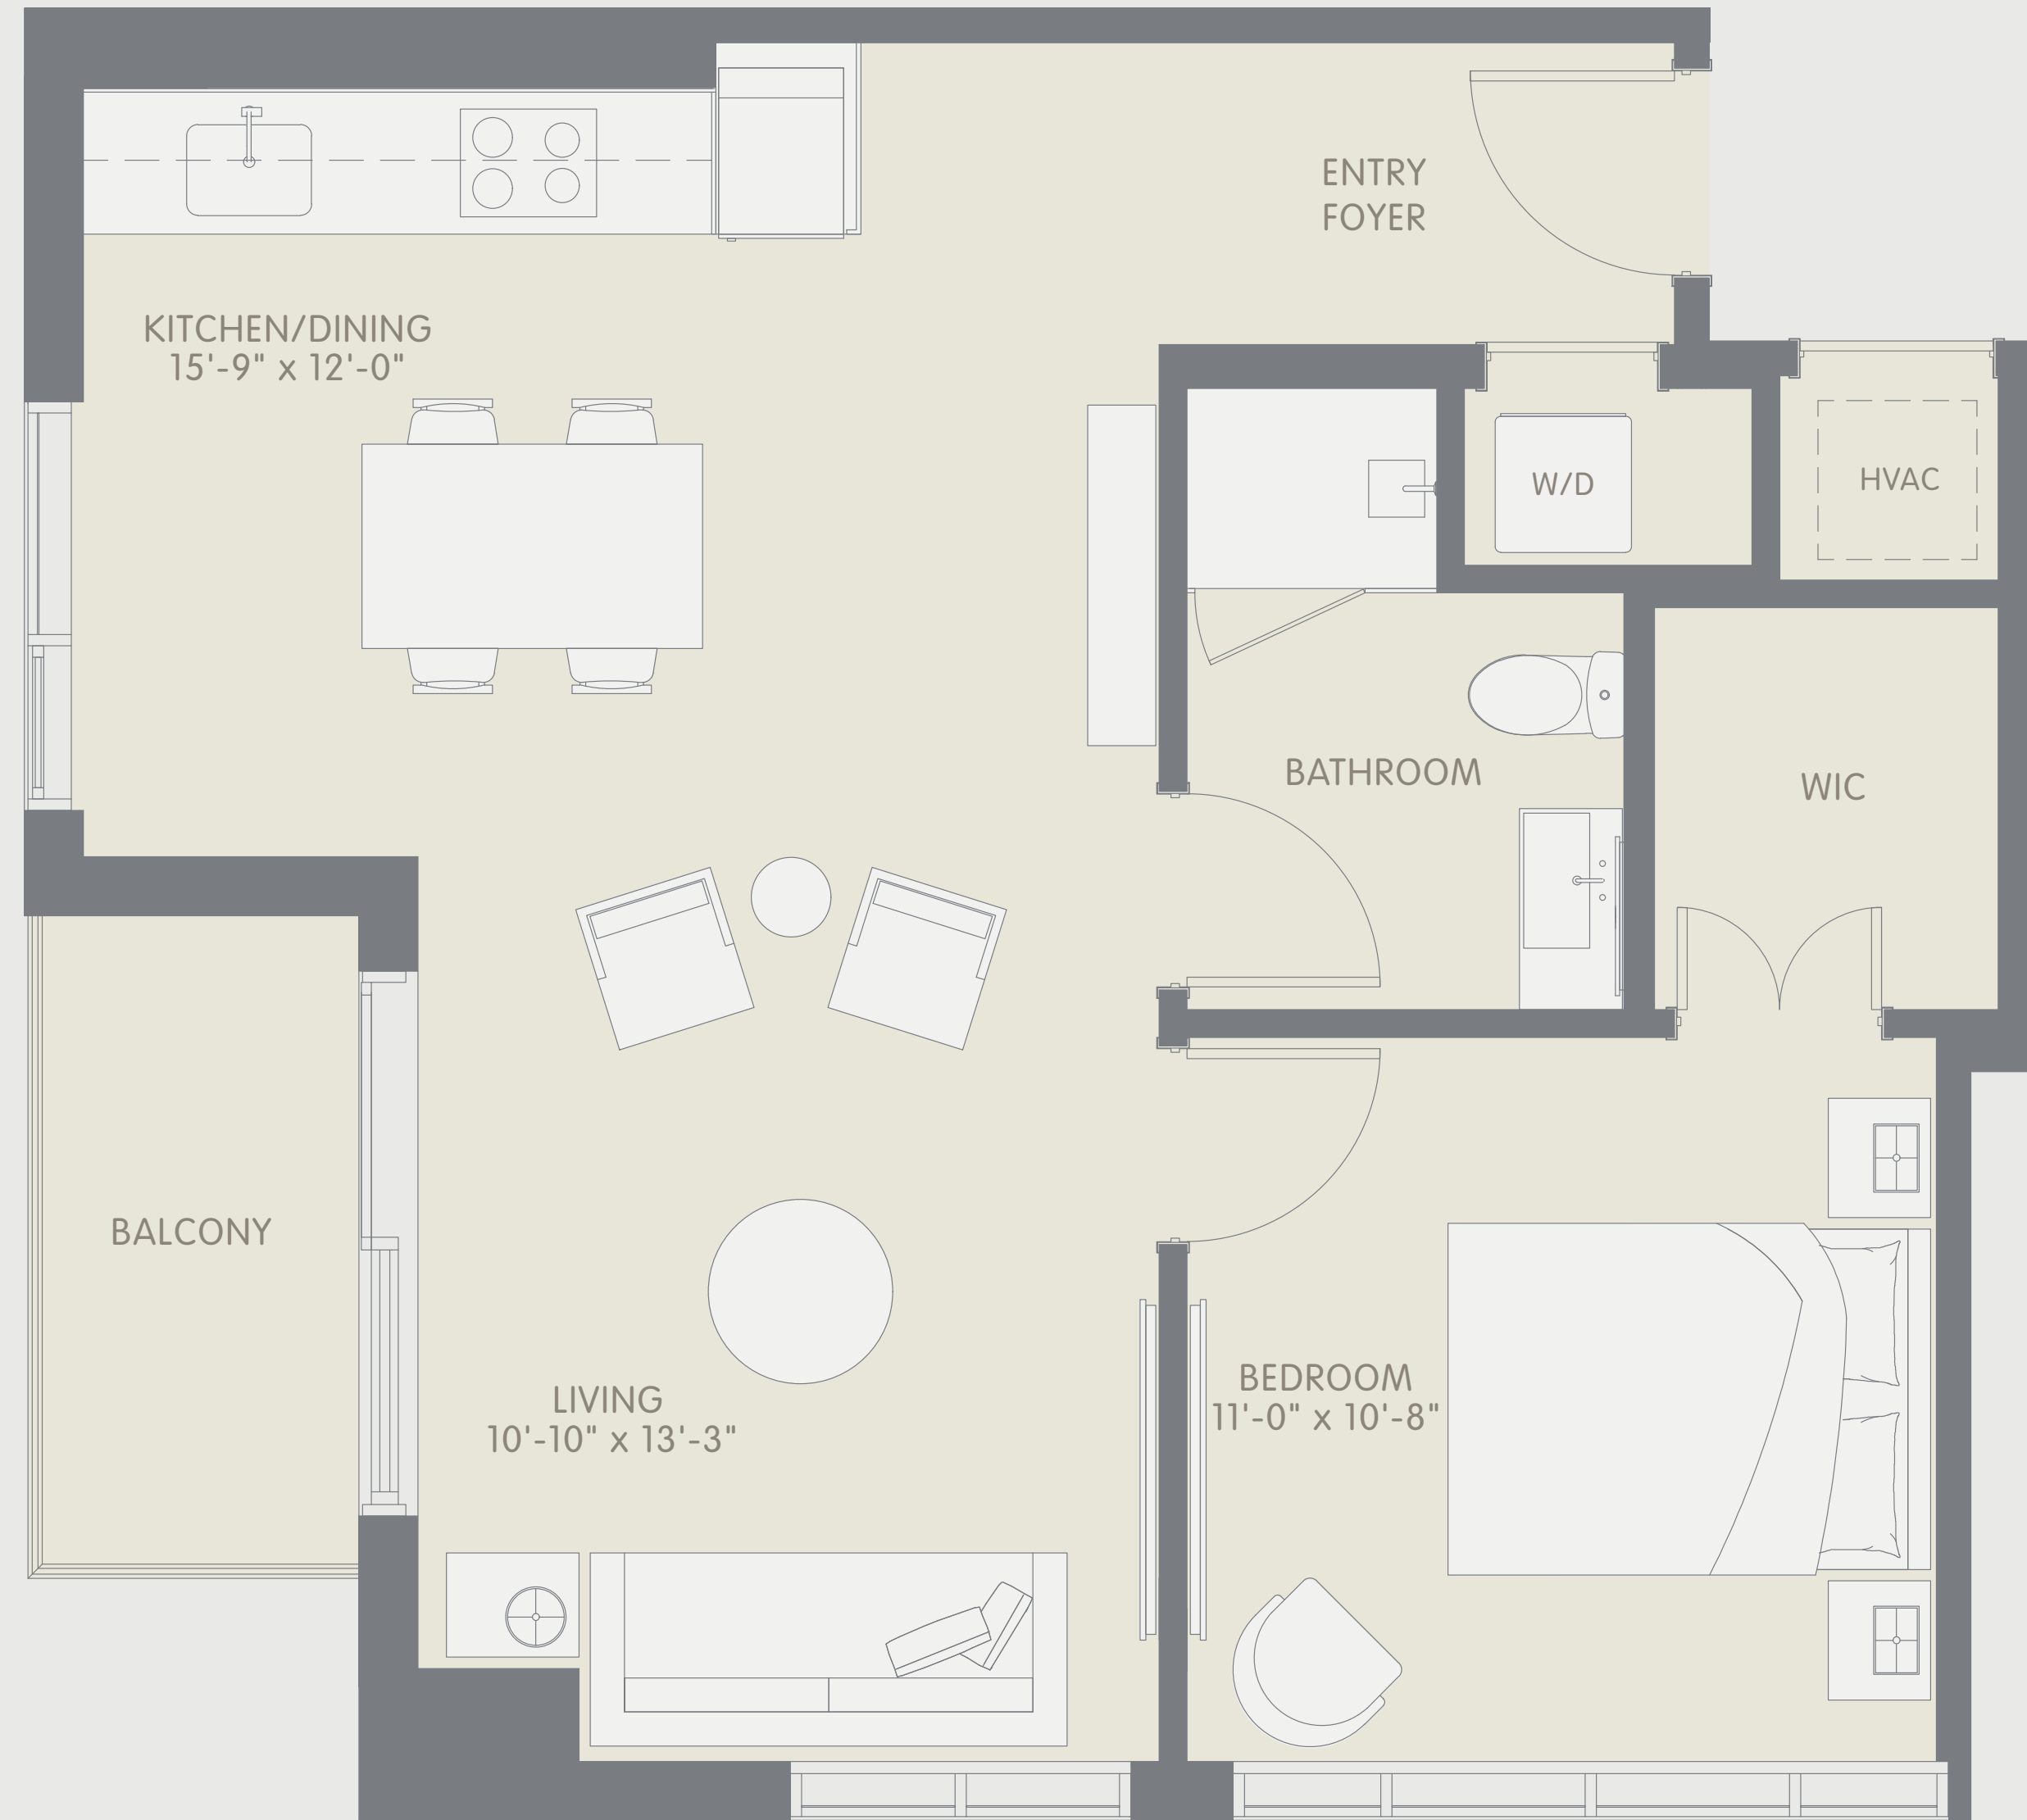 ENTRY
FOYER
KITCHEN/DINING
15'-9" x 12'-0"
W/D
HVAC
BATHROOM
WIC
BALCONY
LIVING
10'-10" x 13'-3"
BEDROOM
11'-0" x 10'-8"